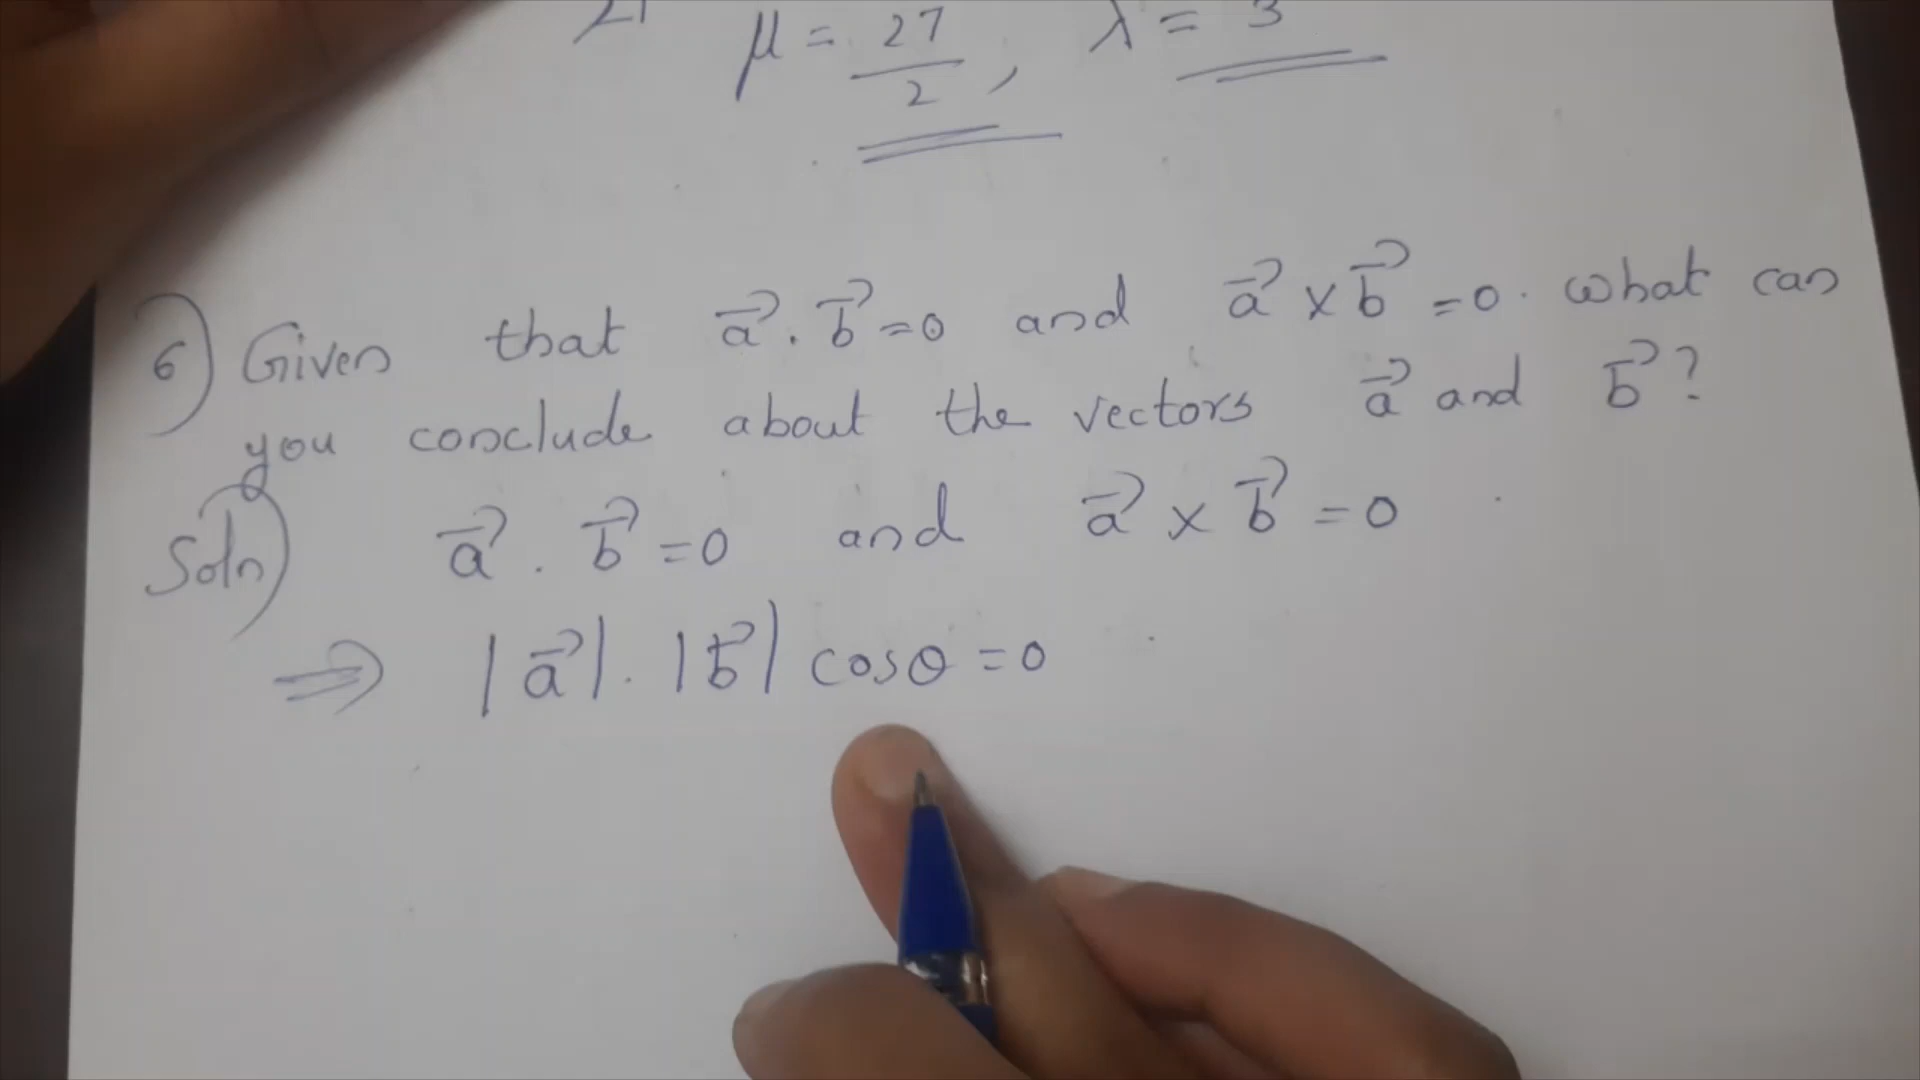 μ = 27/2, λ = 3
6) Given that a⃗ . b⃗ = 0 and a⃗ x b⃗ = 0. what can
you conclude about the vectors a⃗ and b⃗?
Soln) a⃗ . b⃗ = 0 and a⃗ x b⃗ = 0
⇒ |a⃗| . |b⃗| cosθ = 0